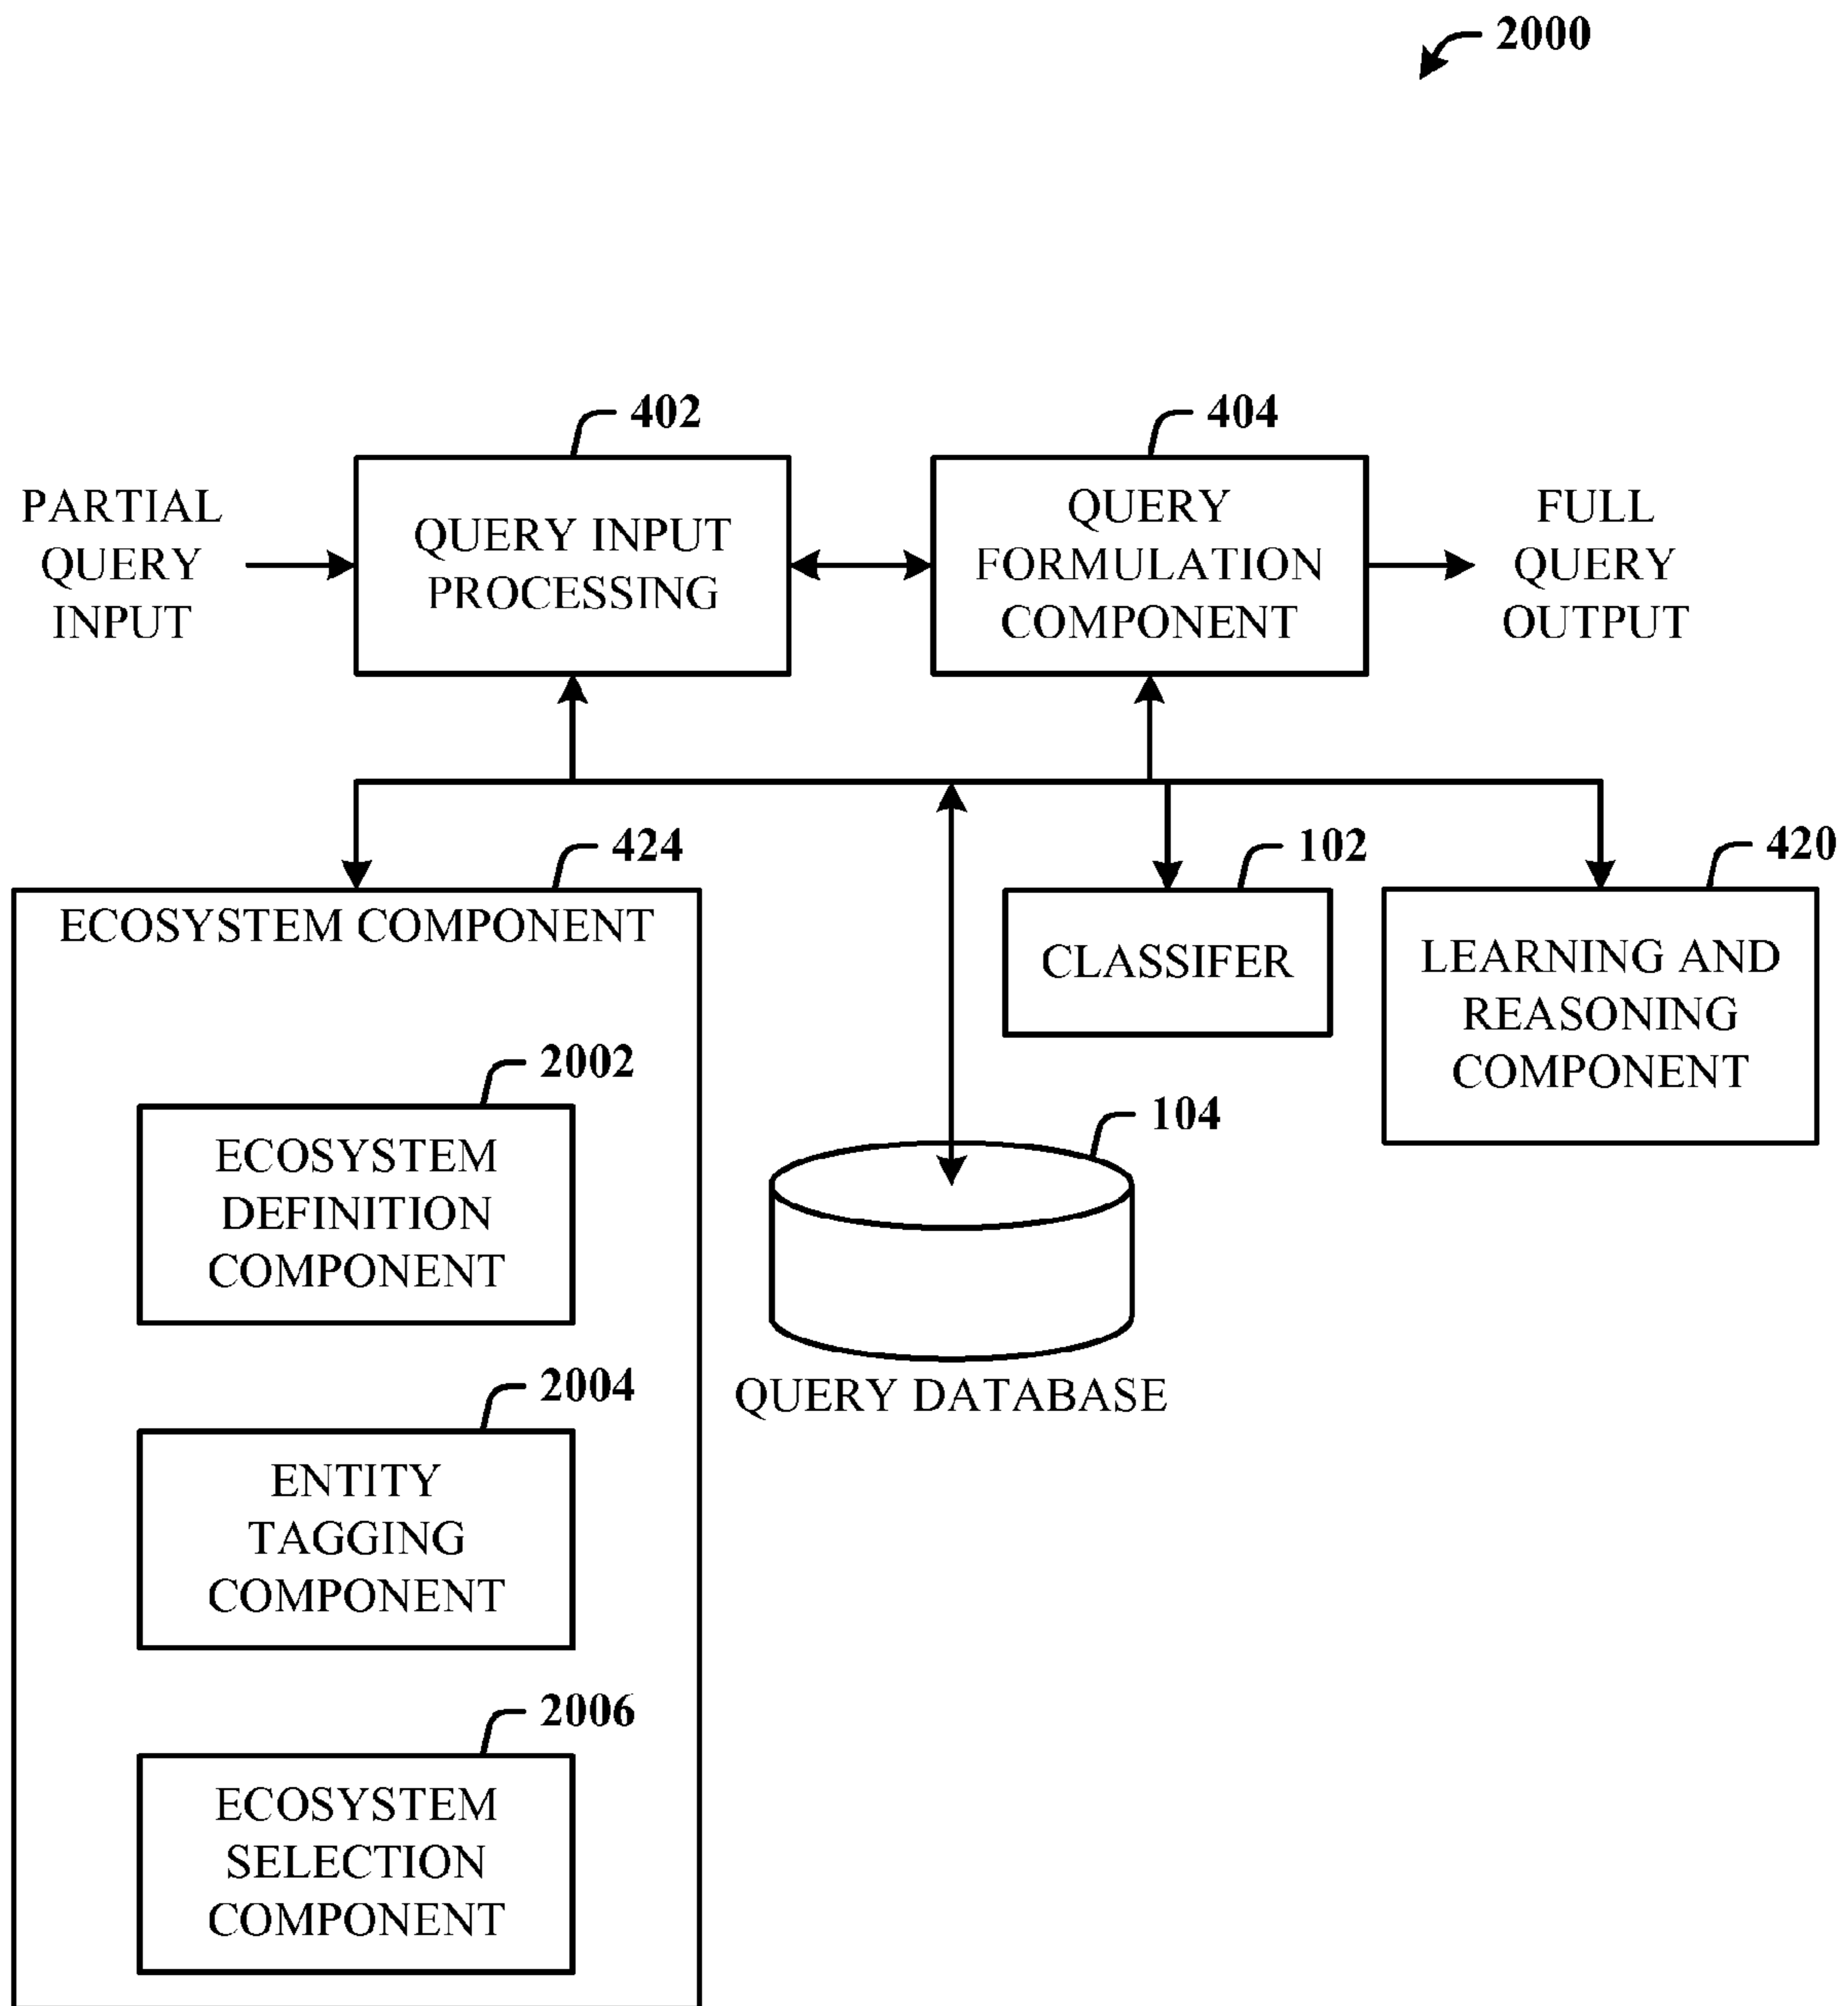 2000
402
404
PARTIAL
QUERY
INPUT
QUERY INPUT
PROCESSING
QUERY
FORMULATION
COMPONENT
FULL
QUERY
OUTPUT
424
102
420
ECOSYSTEM COMPONENT
CLASSIFER
LEARNING AND
REASONING
COMPONENT
2002
ECOSYSTEM
DEFINITION
COMPONENT
104
QUERY DATABASE
2004
ENTITY
TAGGING
COMPONENT
2006
ECOSYSTEM
SELECTION
COMPONENT